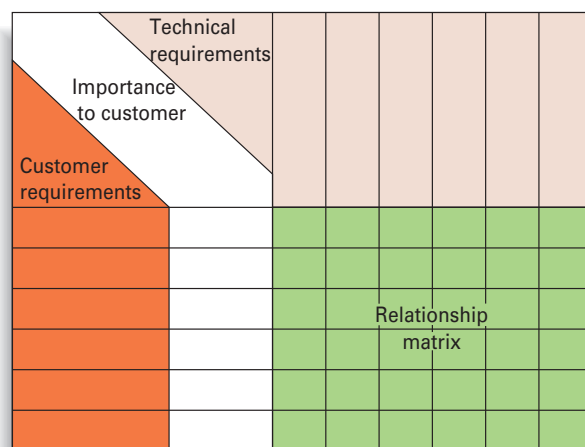 Technical
requirements
Importance
to customer
Customer
requirements
Relationship
matrix